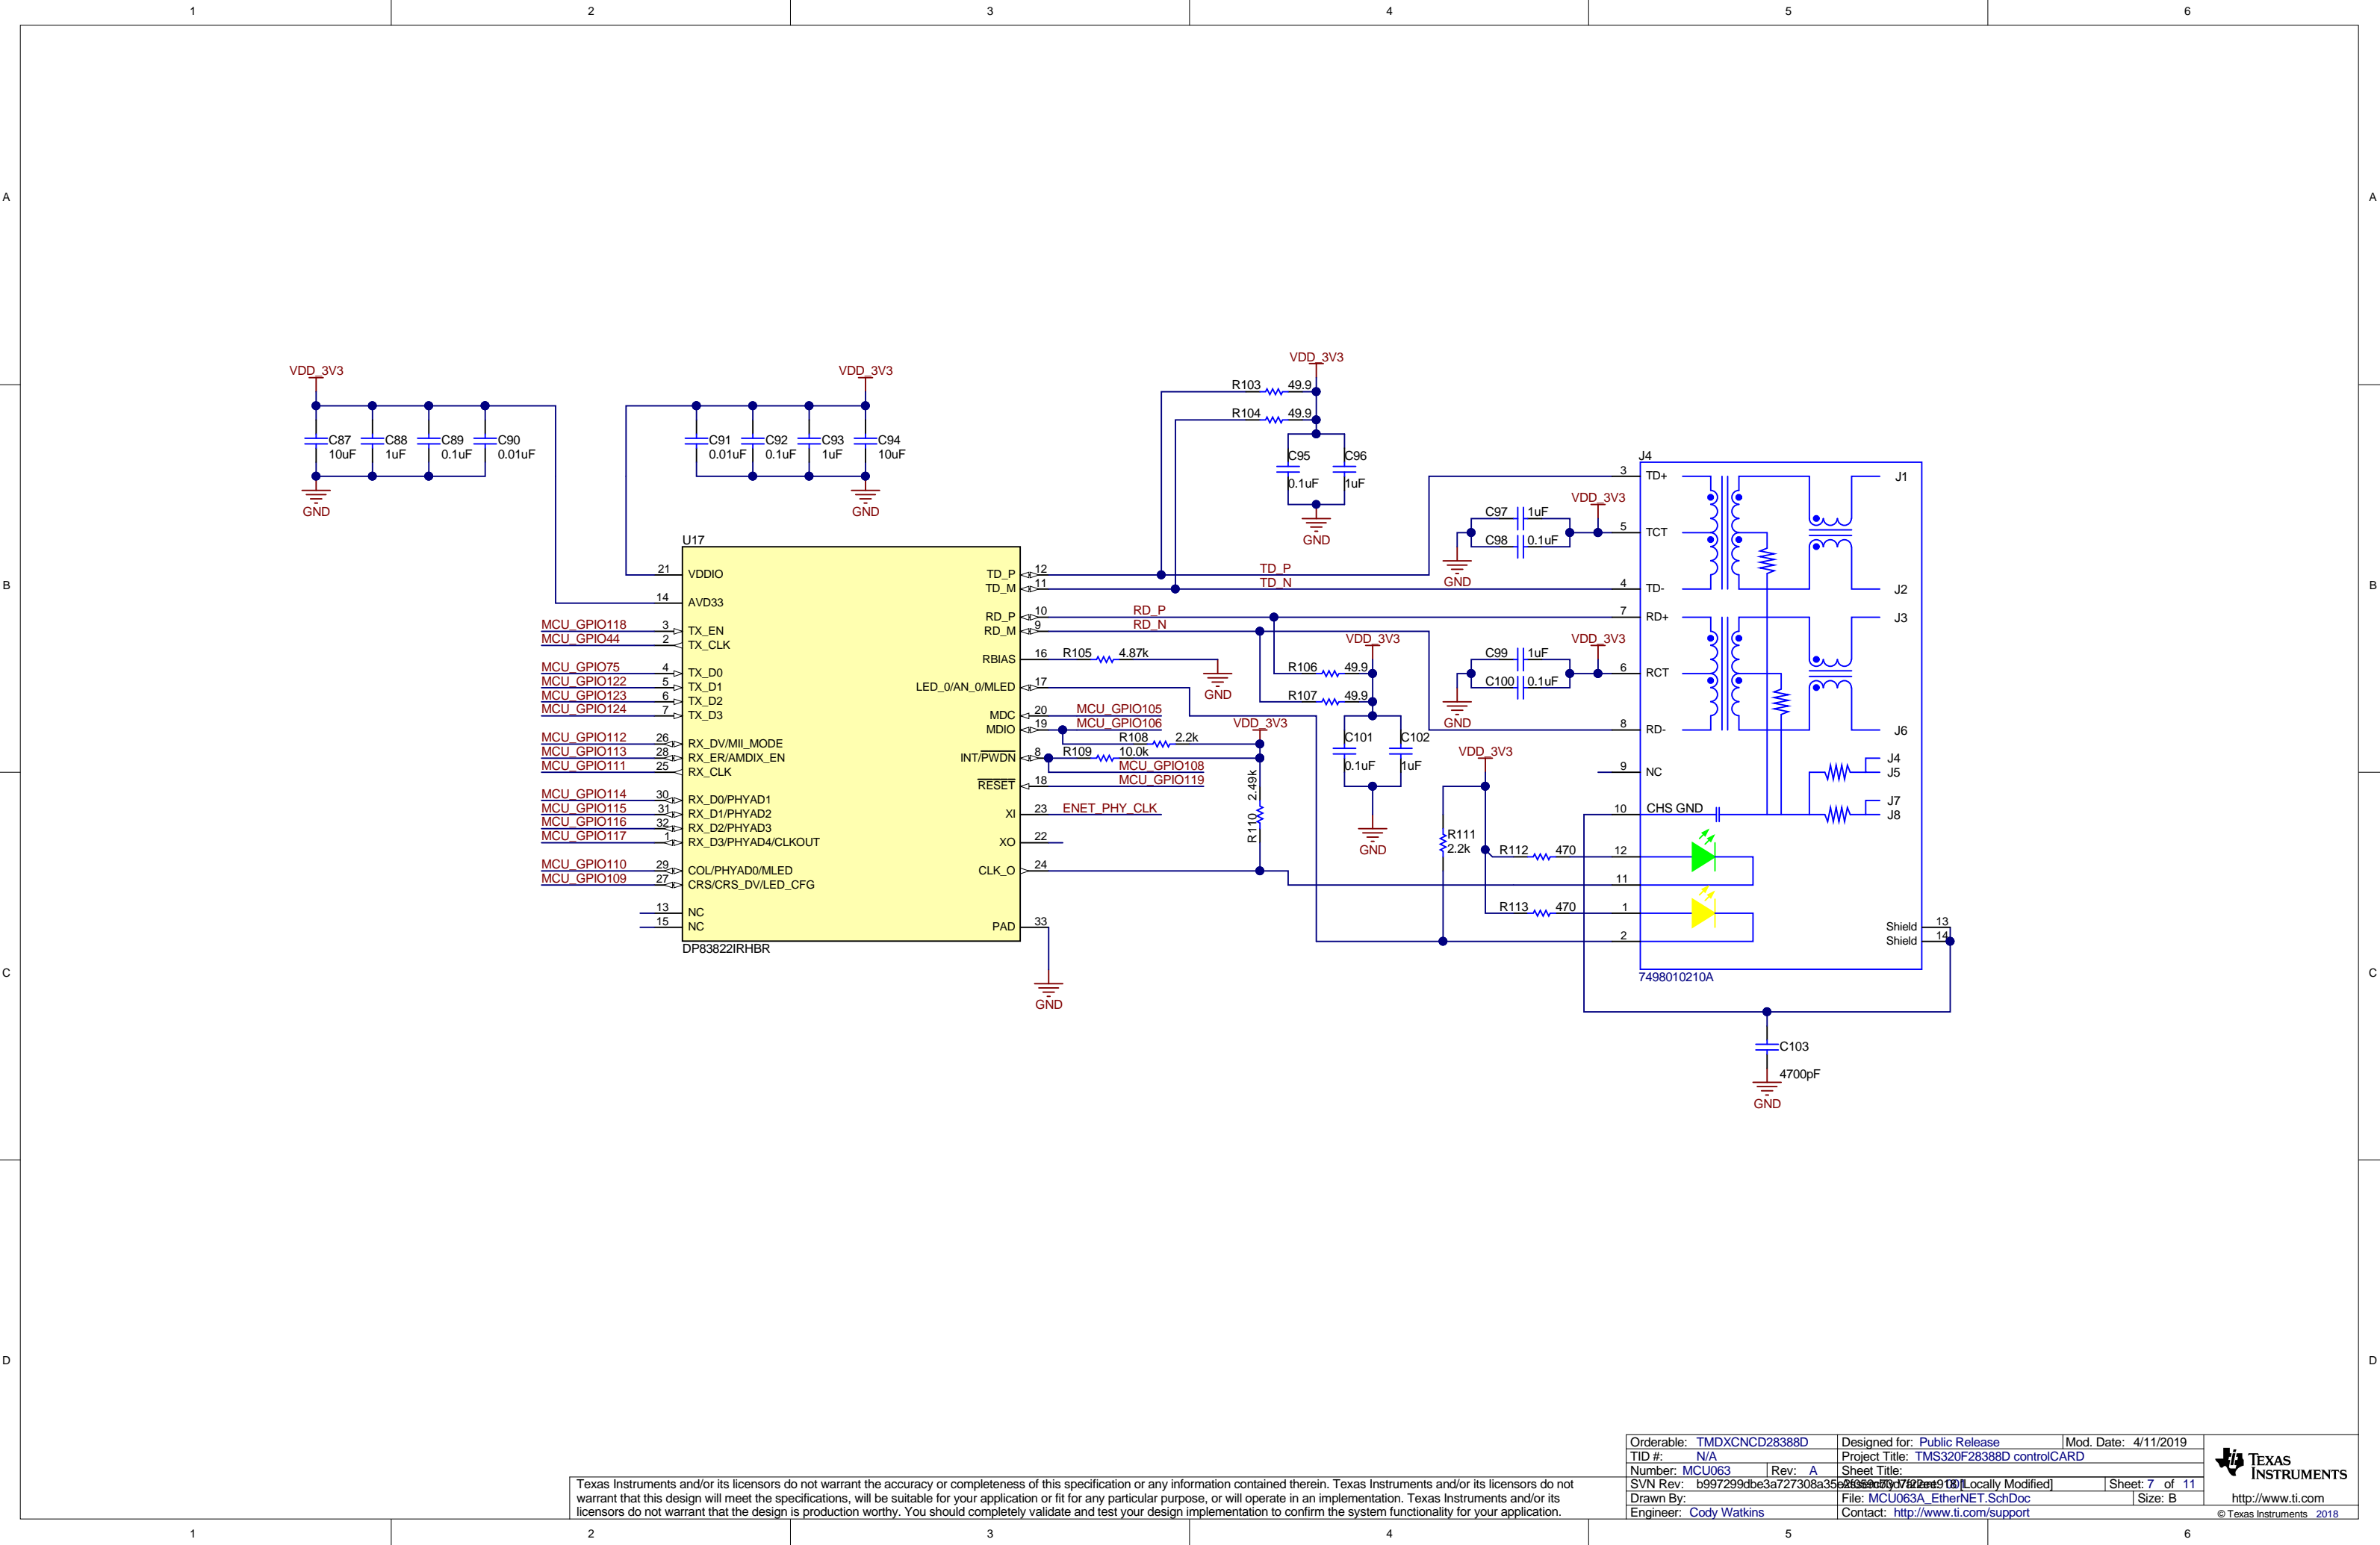 1 2 3 4 5 6
A A
VDD_3V3
VDD_3V3
VDD_3V3
R103 49.9
R104 49.9
C87
10uF
C88
1uF
C89
0.1uF
C90
0.01uF
GND
C91
0.01uF
C92
0.1uF
C93
1uF
C94
10uF
GND
C95
0.1uF
C96
1uF
GND
B B
U17
21 VDDIO
14 AVD33
MCU_GPIO118 3 TX_EN
MCU_GPIO44 2 TX_CLK
MCU_GPIO75 4 TX_D0
MCU_GPIO122 5 TX_D1
MCU_GPIO123 6 TX_D2
MCU_GPIO124 7 TX_D3
MCU_GPIO112 26 RX_DV/MII_MODE
MCU_GPIO113 28 RX_ER/AMDIX_EN
MCU_GPIO111 25 RX_CLK
MCU_GPIO114 30 RX_D0/PHYAD1
MCU_GPIO115 31 RX_D1/PHYAD2
MCU_GPIO116 32 RX_D2/PHYAD3
MCU_GPIO117 1 RX_D3/PHYAD4/CLKOUT
MCU_GPIO110 29 COL/PHYAD0/MLED
MCU_GPIO109 27 CRS/CRS_DV/LED_CFG
13 NC
15 NC
DP83822IRHBR
TD_P 12 TD_P
TD_M 11 TD_N
RD_P 10 RD_P
RD_M 9 RD_N
RBIAS 16 R105 4.87k
GND
LED_0/AN_0/MLED 17
MDC 20 MCU_GPIO105
MDIO 19 MCU_GPIO106
VDD_3V3
R108 2.2k
INT/PWDN 8 R109 10.0k
MCU_GPIO108
RESET 18 MCU_GPIO119
XI 23 ENET_PHY_CLK
XO 22
CLK_O 24
PAD 33
GND
R110 2.49k
VDD_3V3
R106 49.9
R107 49.9
C101
0.1uF
C102
1uF
GND
C97 1uF
C98 0.1uF
VDD_3V3
GND
C99 1uF
C100 0.1uF
VDD_3V3
GND
VDD_3V3
R111
2.2k
R112 470
R113 470
J4
3 TD+ J1
5 TCT
4 TD- J2
7 RD+ J3
6 RCT
8 RD- J6
9 NC J4
J5
10 CHS GND J7
J8
12
11
1
2
Shield 13
Shield 14
7498010210A
C103
4700pF
GND
C C
D D
Texas Instruments and/or its licensors do not warrant the accuracy or completeness of this specification or any information contained therein. Texas Instruments and/or its licensors do not
warrant that this design will meet the specifications, will be suitable for your application or fit for any particular purpose, or will operate in an implementation. Texas Instruments and/or its
licensors do not warrant that the design is production worthy. You should completely validate and test your design implementation to confirm the system functionality for your application.
Orderable: TMDXCNCD28388D Designed for: Public Release Mod. Date: 4/11/2019
TID #: N/A Project Title: TMS320F28388D controlCARD
Number: MCU063 Rev: A Sheet Title:
SVN Rev: b997299dbe3a727308a35 [Locally Modified] Sheet: 7 of 11
Drawn By: File: MCU063A_EtherNET.SchDoc Size: B
Engineer: Cody Watkins Contact: http://www.ti.com/support
TEXAS
INSTRUMENTS
http://www.ti.com
© Texas Instruments 2018
1 2 3 4 5 6